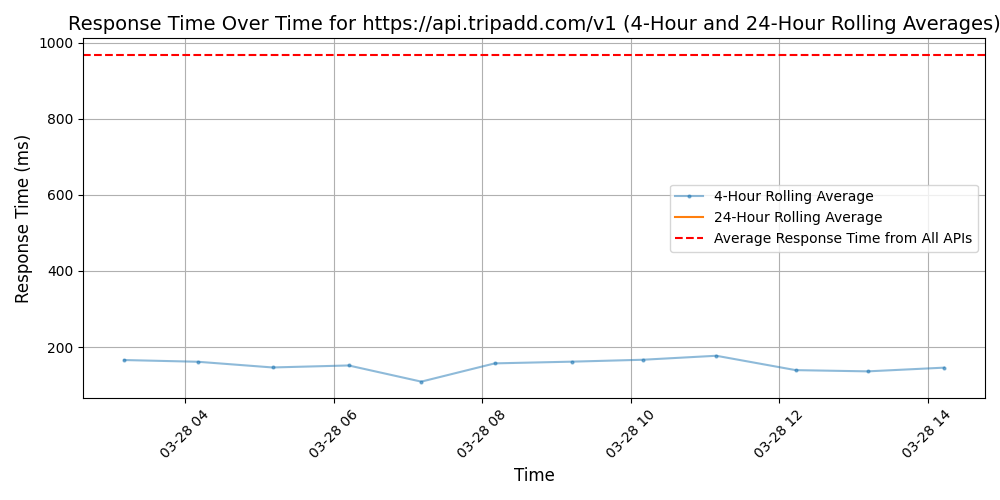 Response Time Over Time for https://api.tripadd.com/v1 (4-Hour and 24-Hour Rolling Averages)
Response Time (ms)
1000
800
600
400
200
4-Hour Rolling Average
24-Hour Rolling Average
Average Response Time from All APIs
03-28 04
03-28 06
03-28 08
03-28 10
03-28 12
03-28 14
Time